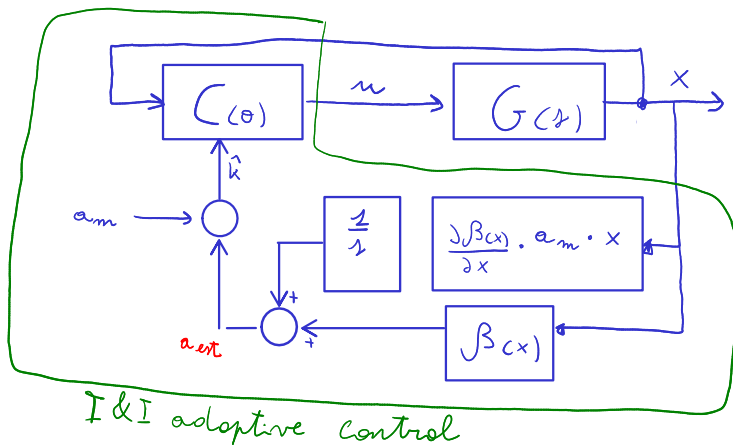 x
u
C(θ)
G(s)
k̂
a_m
1/s
∂β(x)/∂x · a_m · x
+
+
a_est
β(x)
I&I adaptive control